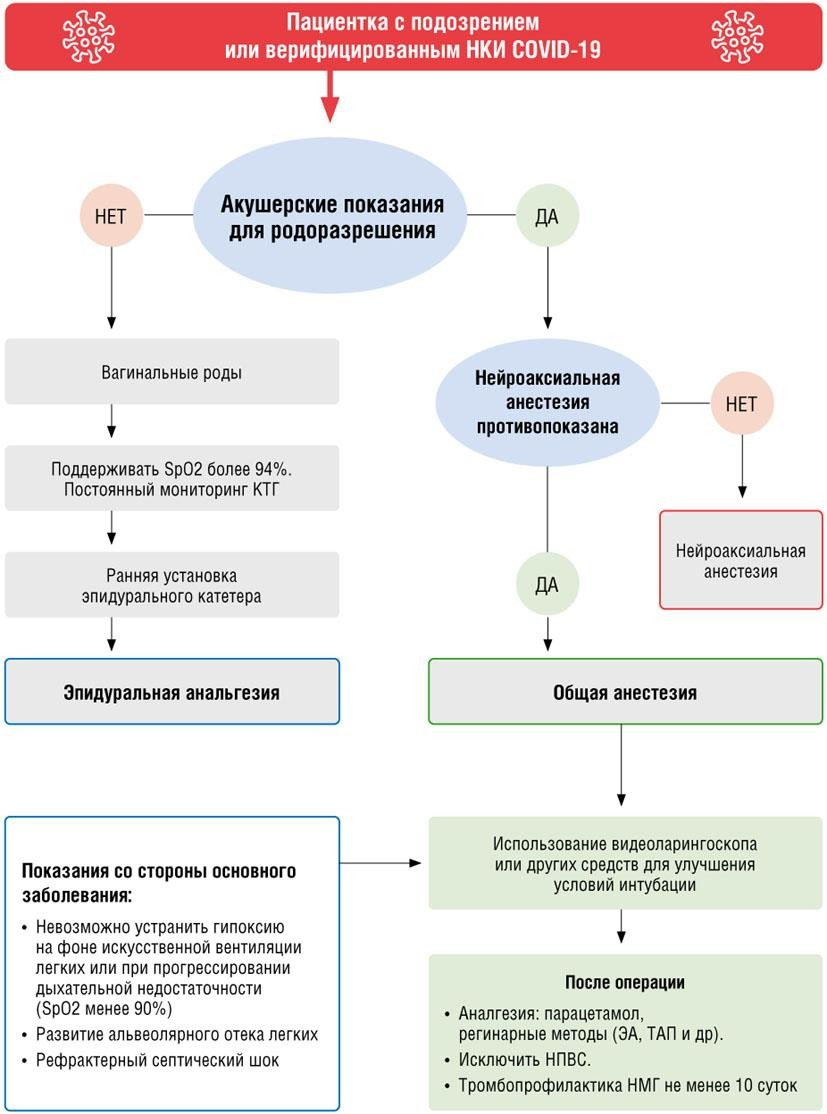 Пациентка с подозрением
или верифицированным НКИ COVID-19
Акушерские показания
для родоразрешения
НЕТ
ДА
Вагинальные роды
Поддерживать SpO2 более 94%.
Постоянный мониторинг КТГ
Ранняя установка
эпидурального катетера
Эпидуральная анальгезия
Нейроаксиальная
анестезия
противопоказана
НЕТ
Нейроаксиальная
анестезия
ДА
Общая анестезия
Показания со стороны основного
заболевания:
• Невозможно устранить гипоксию
на фоне искусственной вентиляции
легких или при прогрессировании
дыхательной недостаточности
(SpO2 менее 90%)
• Развитие альвеолярного отека легких
• Рефрактерный септический шок
Использование видеоларингоскопа
или других средств для улучшения
условий интубации
После операции
• Аналгезия: парацетамол,
регинарные методы (ЭА, ТАП и др).
• Исключить НПВС.
• Тромбопрофилактика НМГ не менее 10 суток